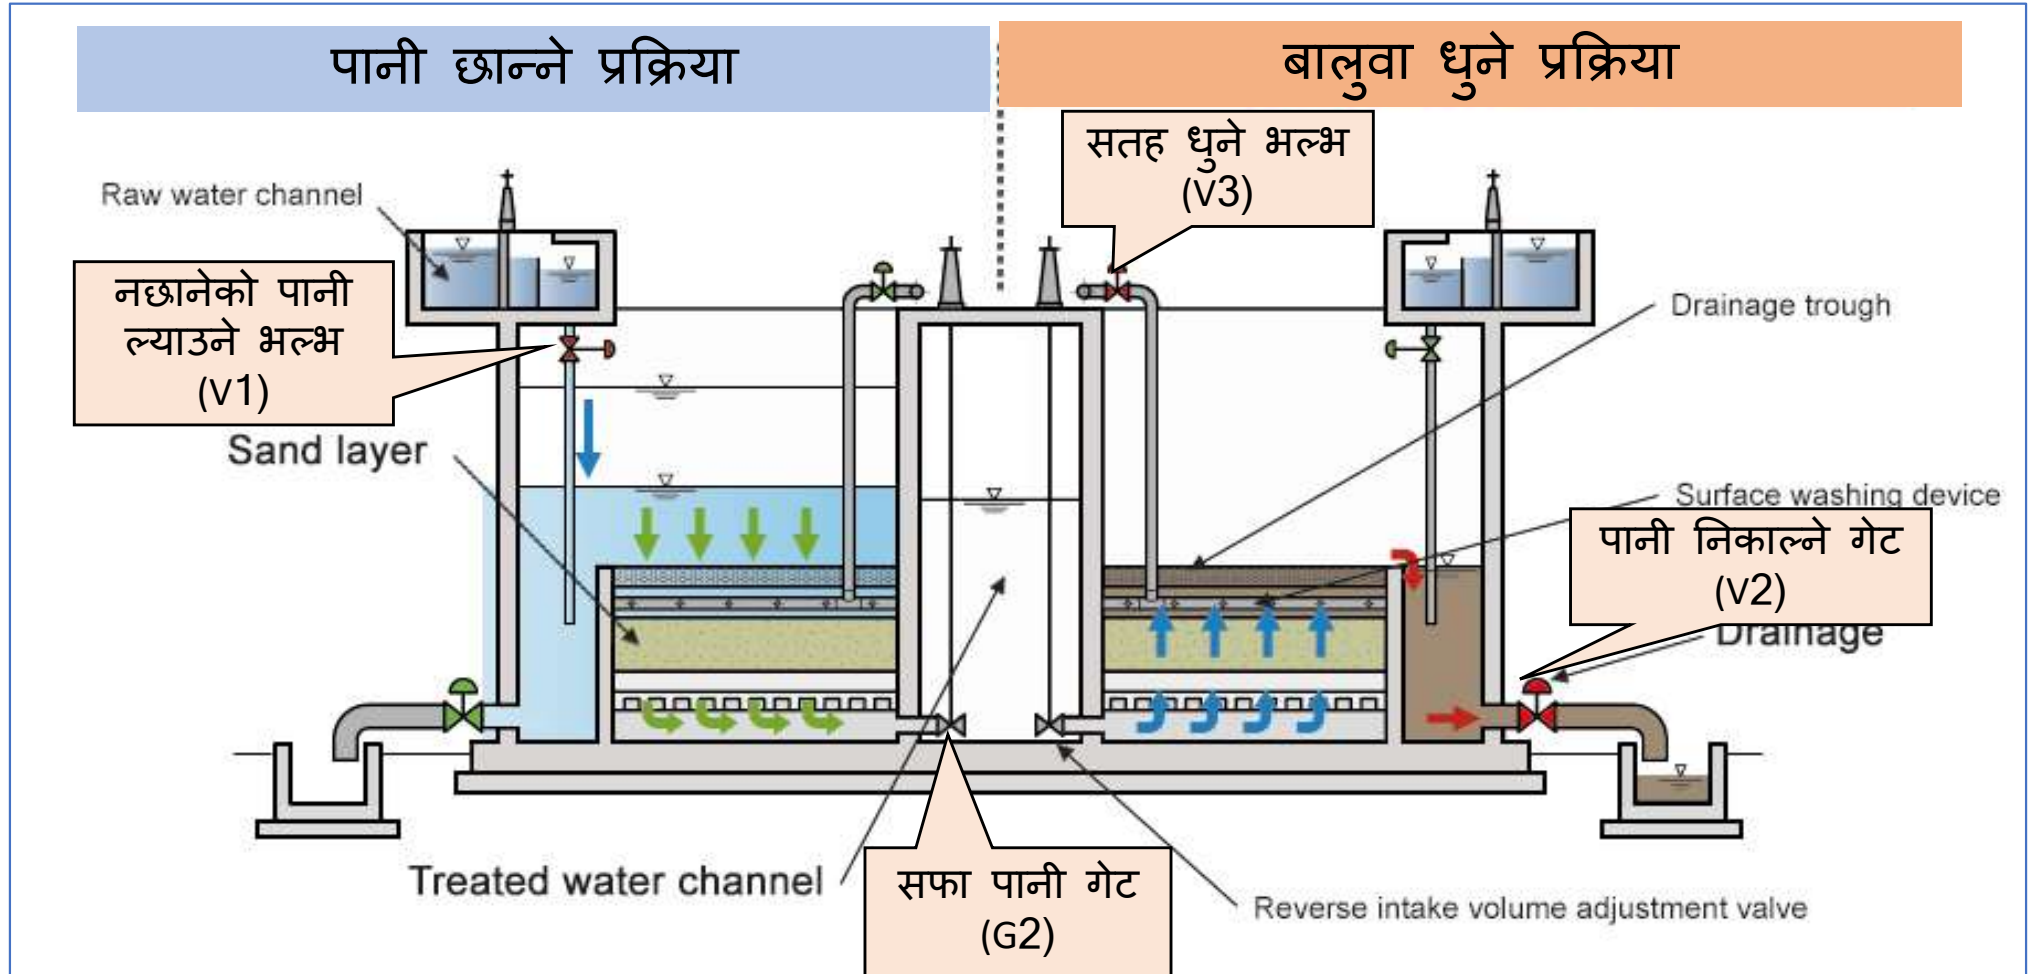 पानी छान्ने प्रक्रिया
बालुवा धुने प्रक्रिया
सतह धुने भल्भ
(V3)
Raw water channel
नछानेको पानी
ल्याउने भल्भ
(V1)
Drainage trough
Sand layer
Surface washing device
पानी निकाल्ने गेट
(V2)
Drainage
Treated water channel
सफा पानी गेट
(G2)
Reverse intake volume adjustment valve